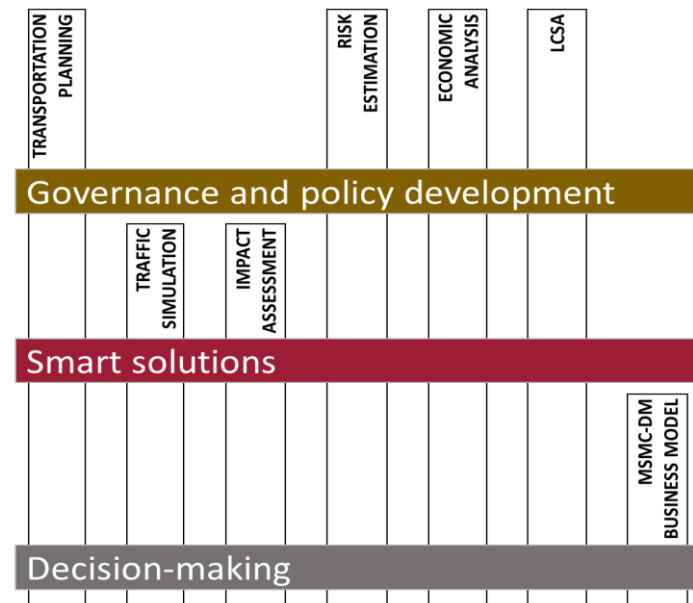 TRANSPORTATION
PLANNING
RISK
ESTIMATION
ECONOMIC
ANALYSIS
LCSA
Governance and policy development
TRAFFIC
SIMULATION
IMPACT
ASSESSMENT
Smart solutions
MSMC-DM
BUSINESS MODEL
Decision-making